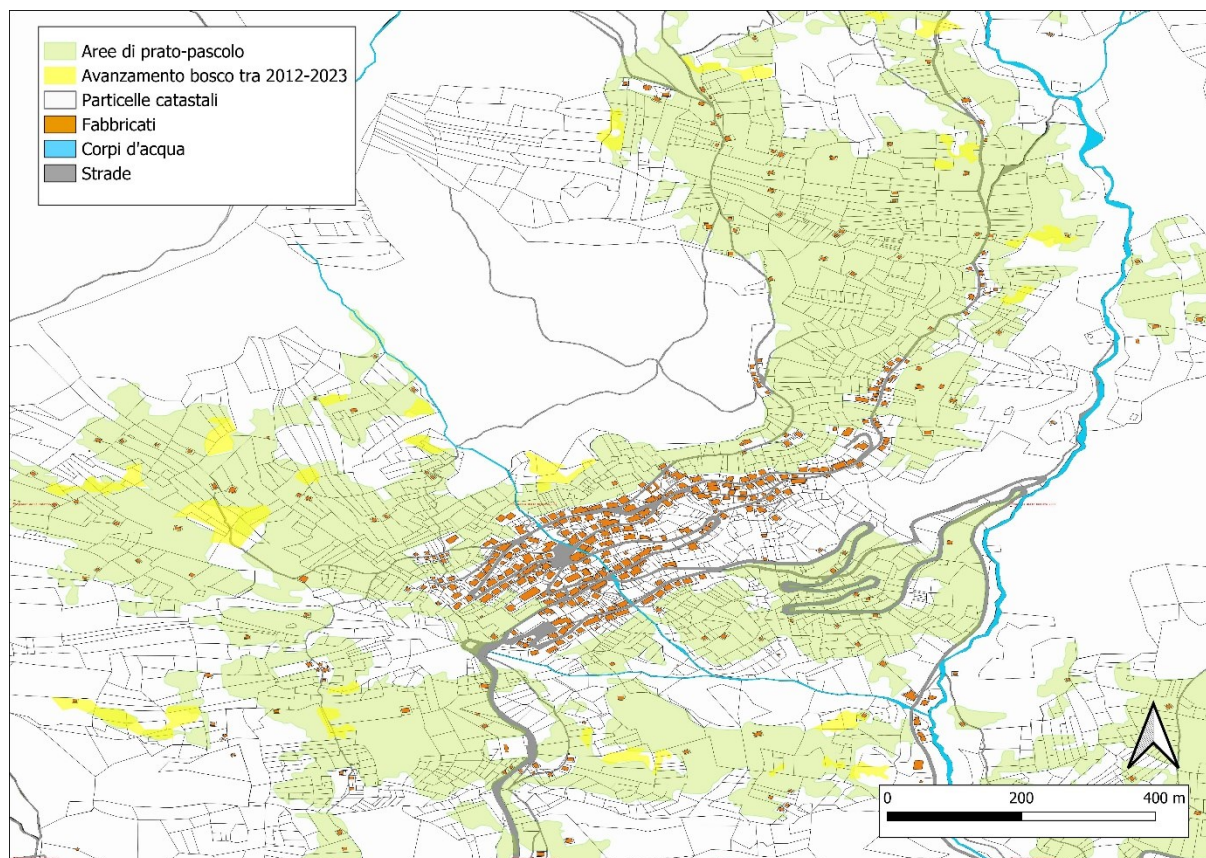 Aree di prato-pascolo
Avanzamento bosco tra 2012-2023
Particelle catastali
Fabbricati
Corpi d'acqua
Strade
0 200 400 m